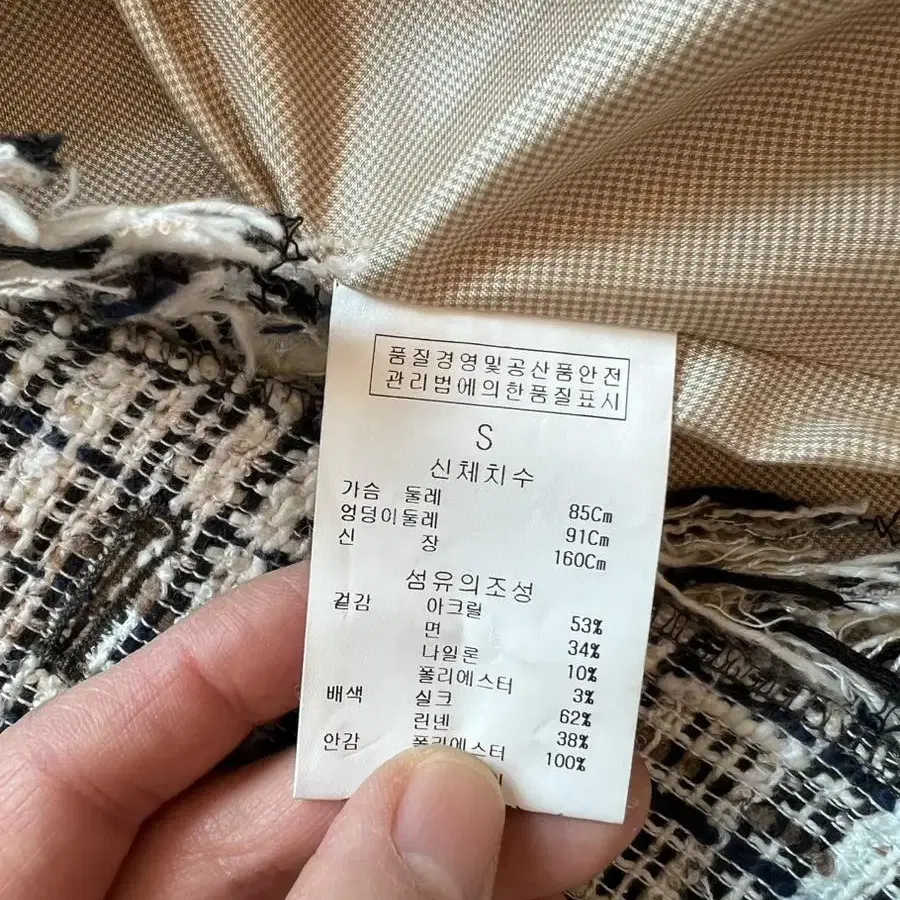 품질경영및공산품안전
관리법에의한품질표시
S
신체치수
가슴 둘레 85Cm
엉덩이둘레 91Cm
신 장 160Cm
섬유의조성
겉감 아크릴 53%
면 34%
나일론 10%
폴리에스터 3%
배색 실크 62%
린넨 38%
안감 폴리에스터 100%